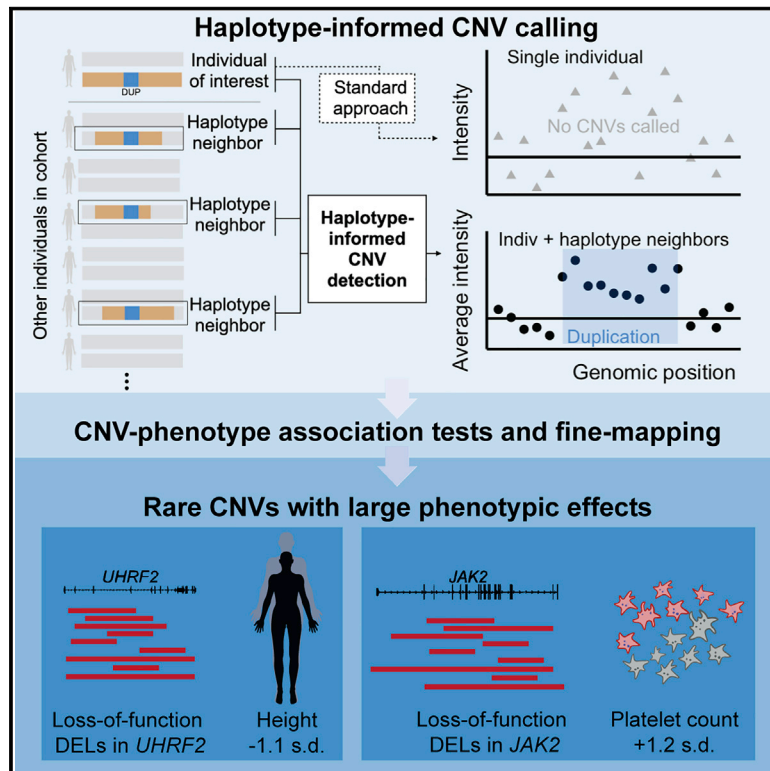 Haplotype-informed CNV calling
Other individuals in cohort
Individual
of interest
DUP
Haplotype
neighbor
Haplotype
neighbor
Haplotype
neighbor
Standard
approach
Haplotype-
informed
CNV
detection
Single individual
No CNVs called
Intensity
Indiv + haplotype neighbors
Average intensity
Duplication
Genomic position
CNV-phenotype association tests and fine-mapping
Rare CNVs with large phenotypic effects
UHRF2
Loss-of-function
DELs in UHRF2
Height
-1.1 s.d.
JAK2
Loss-of-function
DELs in JAK2
Platelet count
+1.2 s.d.